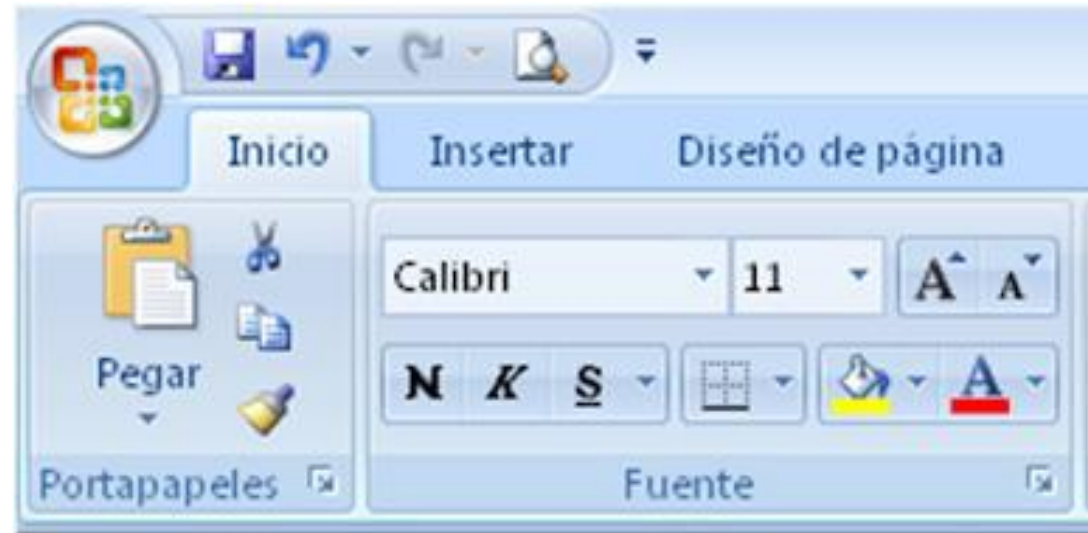 Inicio Insertar Diseño de página
Calibri 11 A A
Pegar
N K S A
Portapapeles Fuente